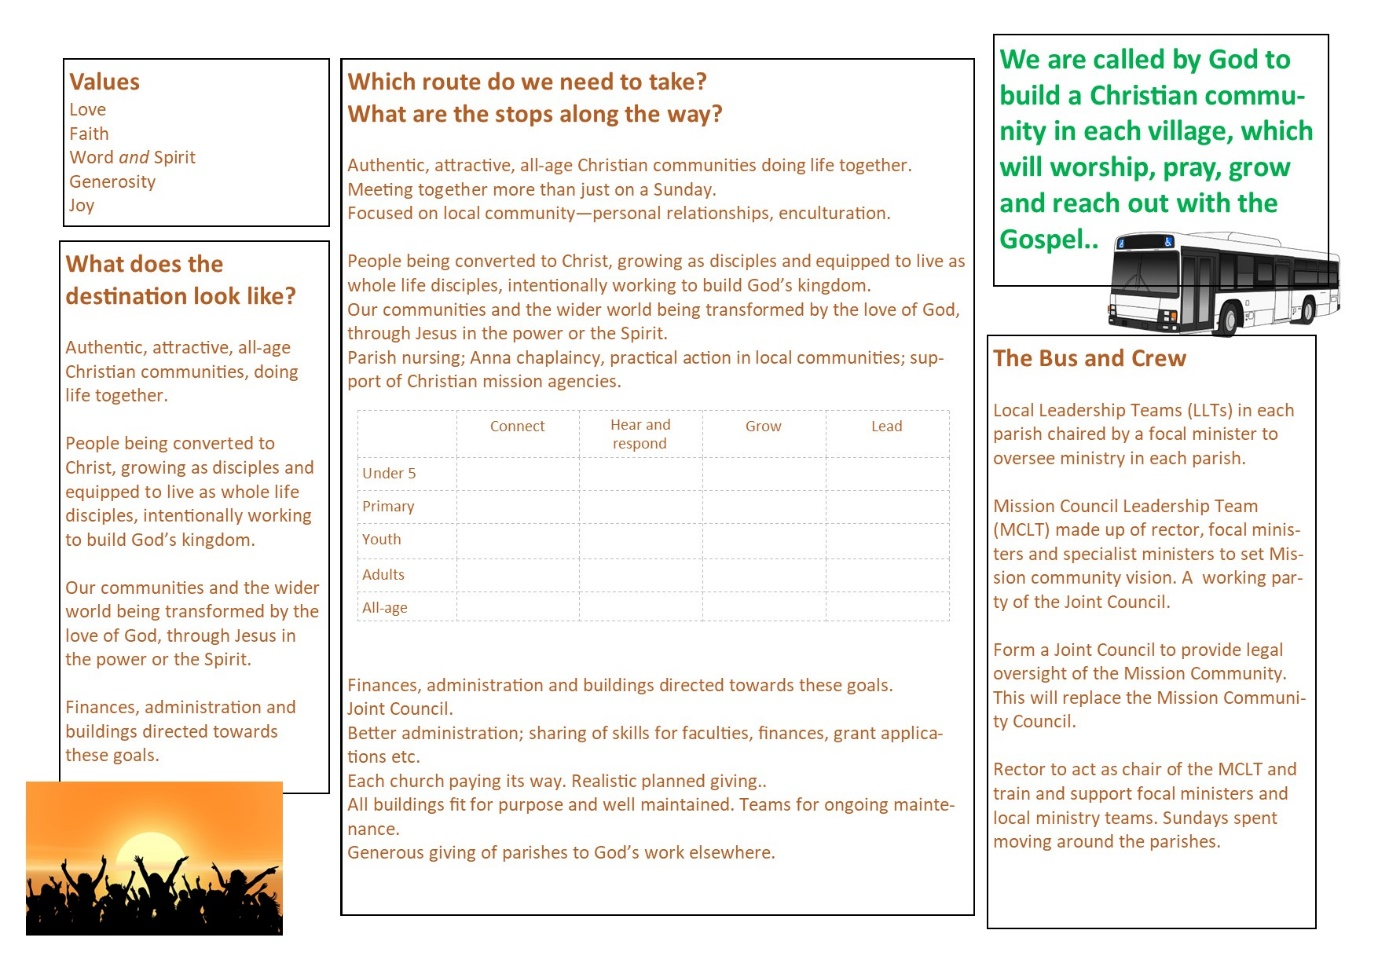 Values
Love
Faith
Word and Spirit
Generosity
Joy
What does the
destination look like?
Authentic, attractive, all-age
Christian communities, doing
life together.
People being converted to
Christ, growing as disciples and
equipped to live as whole life
disciples, intentionally working
to build God’s kingdom.
Our communities and the wider
world being transformed by the
love of God, through Jesus in
the power or the Spirit.
Finances, administration and
buildings directed towards
these goals.
Which route do we need to take?
What are the stops along the way?
Authentic, attractive, all-age Christian communities doing life together.
Meeting together more than just on a Sunday.
Focused on local community—personal relationships, enculturation.
People being converted to Christ, growing as disciples and equipped to live as
whole life disciples, intentionally working to build God’s kingdom.
Our communities and the wider world being transformed by the love of God,
through Jesus in the power or the Spirit.
Parish nursing; Anna chaplaincy, practical action in local communities; sup-
port of Christian mission agencies.
Connect
Hear and
respond
Grow
Lead
Under 5
Primary
Youth
Adults
All-age
Finances, administration and buildings directed towards these goals.
Joint Council.
Better administration; sharing of skills for faculties, finances, grant applica-
tions etc.
Each church paying its way. Realistic planned giving..
All buildings fit for purpose and well maintained. Teams for ongoing mainte-
nance.
Generous giving of parishes to God’s work elsewhere.
We are called by God to
build a Christian commu-
nity in each village, which
will worship, pray, grow
and reach out with the
Gospel..
The Bus and Crew
Local Leadership Teams (LLTs) in each
parish chaired by a focal minister to
oversee ministry in each parish.
Mission Council Leadership Team
(MCLT) made up of rector, focal minis-
ters and specialist ministers to set Mis-
sion community vision. A  working par-
ty of the Joint Council.
Form a Joint Council to provide legal
oversight of the Mission Community.
This will replace the Mission Communi-
ty Council.
Rector to act as chair of the MCLT and
train and support focal ministers and
local ministry teams. Sundays spent
moving around the parishes.